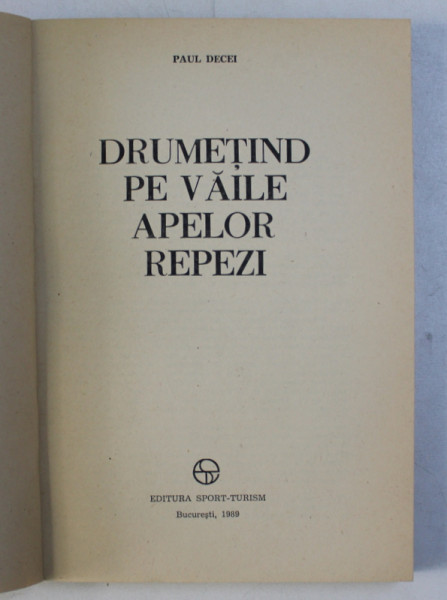 PAUL DECEI
DRUMEȚIND
PE VĂILE
APELOR
REPEZI
EDITURA SPORT-TURISM
București, 1989